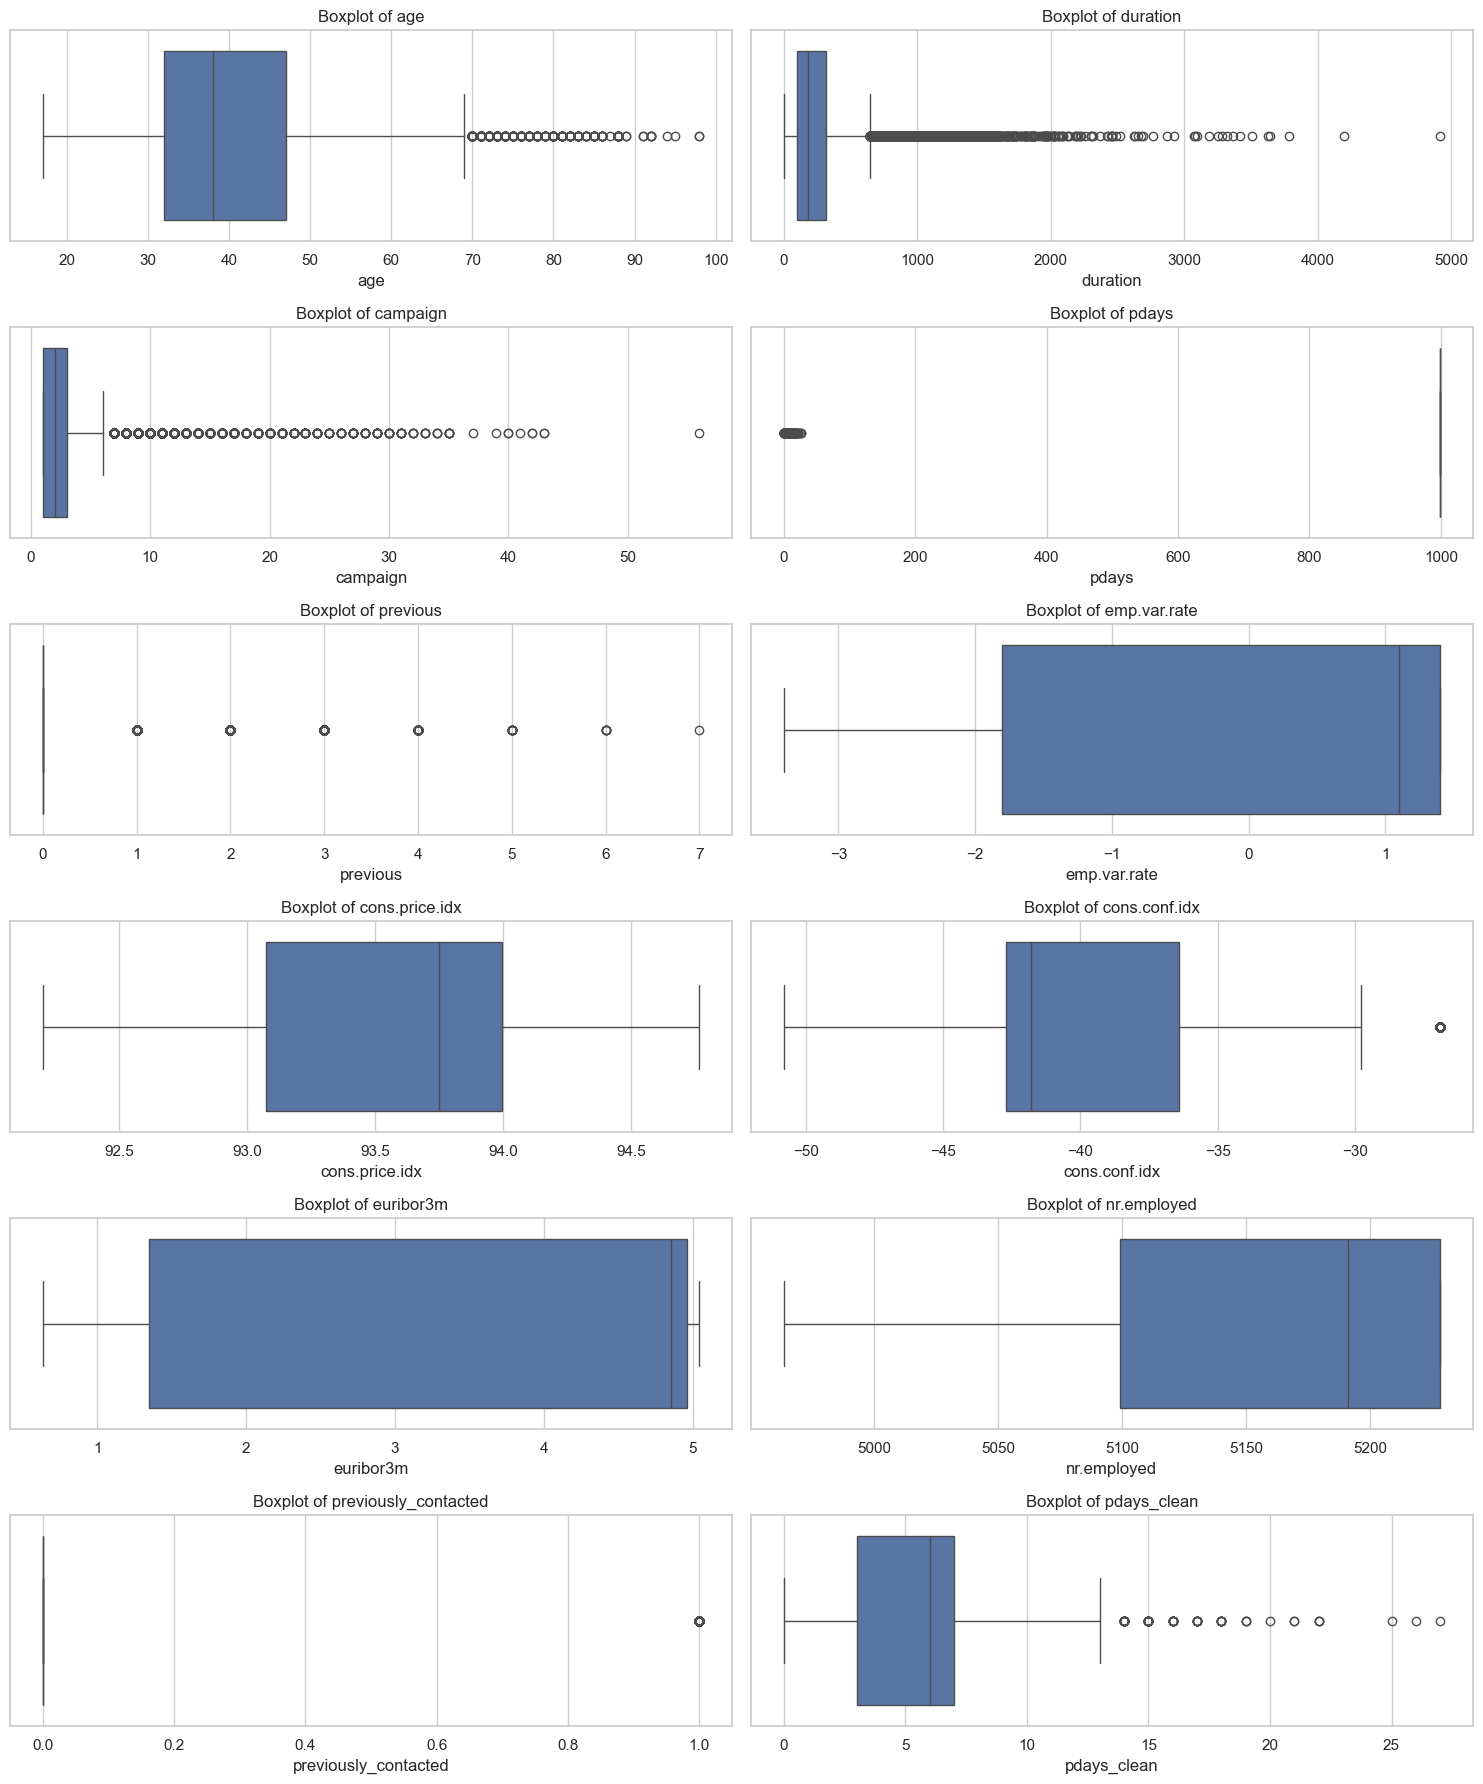 Boxplot of age
20 30 40 50 60 70 80 90 100
age
Boxplot of duration
0 1000 2000 3000 4000 5000
duration
Boxplot of campaign
0 10 20 30 40 50
campaign
Boxplot of pdays
0 200 400 600 800 1000
pdays
Boxplot of previous
0 1 2 3 4 5 6 7
previous
Boxplot of emp.var.rate
−3 −2 −1 0 1
emp.var.rate
Boxplot of cons.price.idx
92.5 93.0 93.5 94.0 94.5
cons.price.idx
Boxplot of cons.conf.idx
−50 −45 −40 −35 −30
cons.conf.idx
Boxplot of euribor3m
1 2 3 4 5
euribor3m
Boxplot of nr.employed
5000 5050 5100 5150 5200
nr.employed
Boxplot of previously_contacted
0.0 0.2 0.4 0.6 0.8 1.0
previously_contacted
Boxplot of pdays_clean
0 5 10 15 20 25
pdays_clean